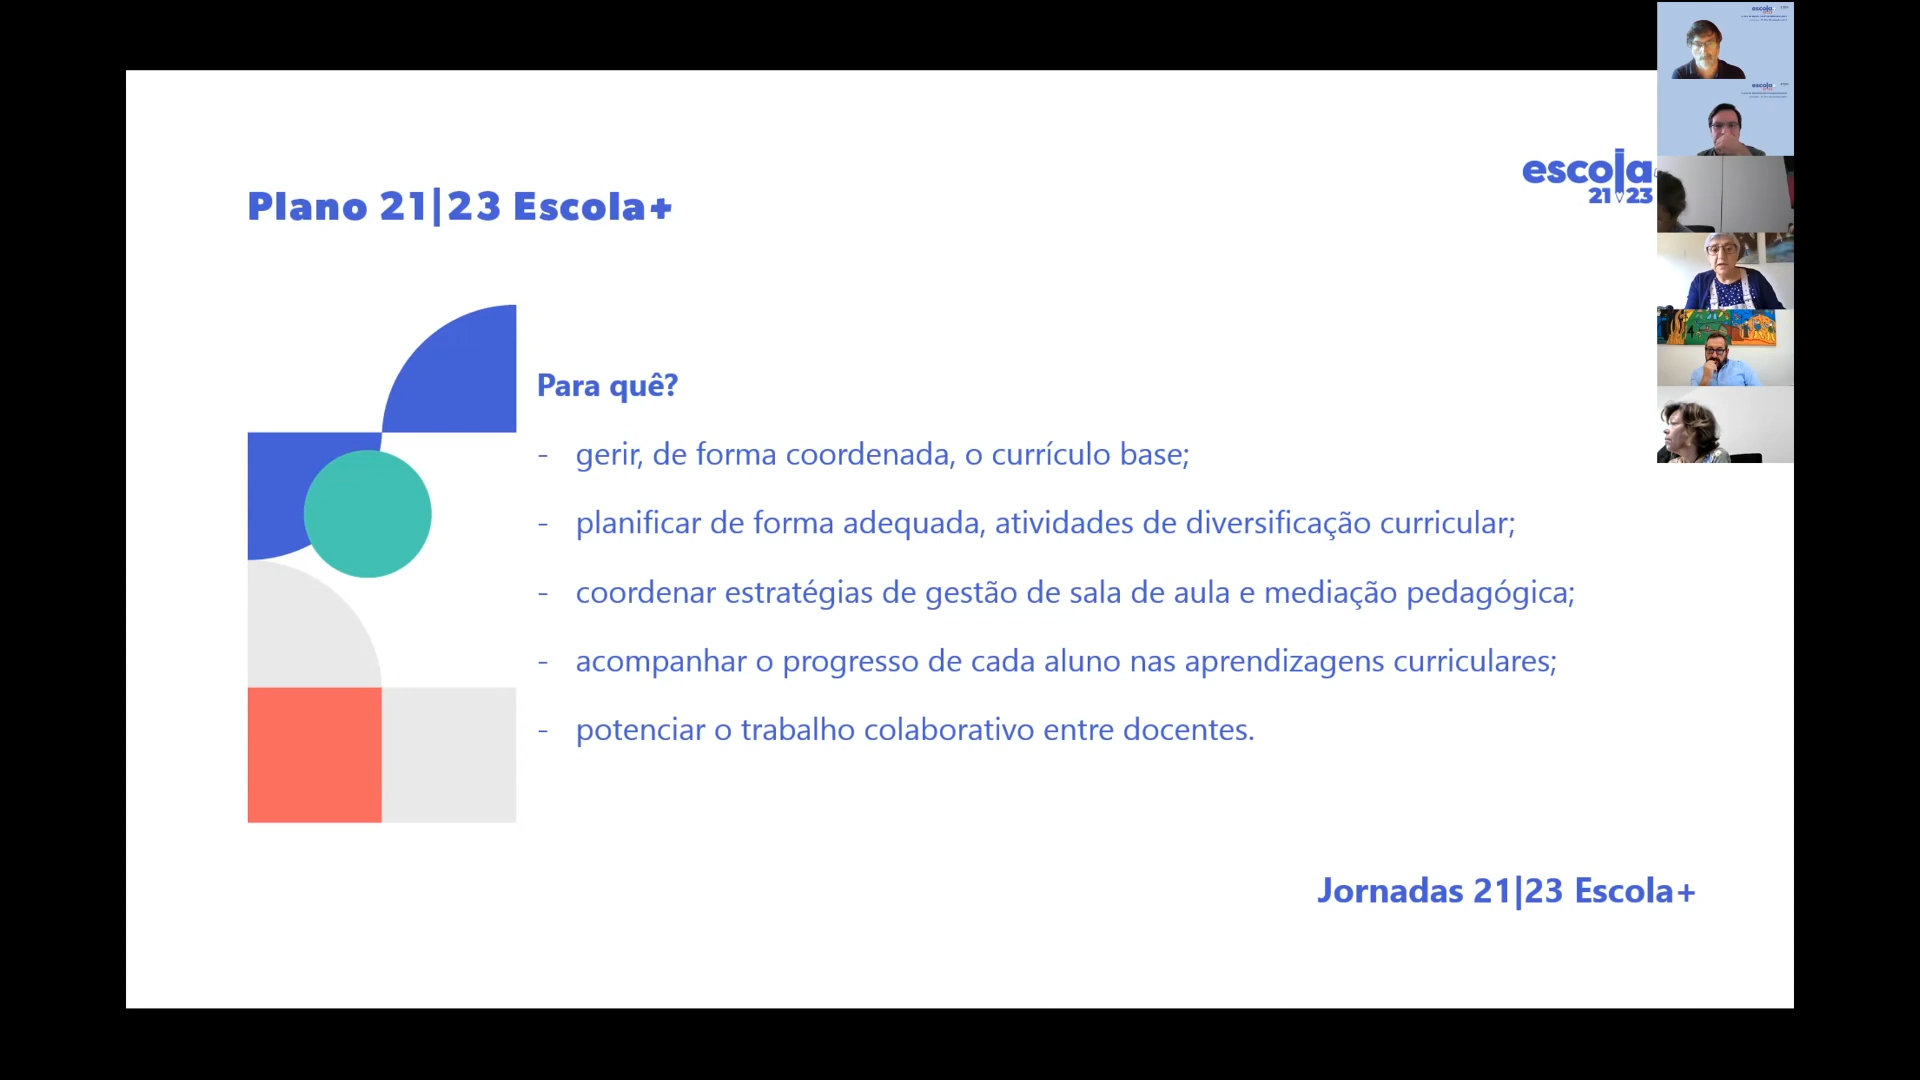 escola
escola
escola
21 23
Plano 21|23 Escola+
Para quê?
- gerir, de forma coordenada, o currículo base;
- planificar de forma adequada, atividades de diversificação curricular;
- coordenar estratégias de gestão de sala de aula e mediação pedagógica;
- acompanhar o progresso de cada aluno nas aprendizagens curriculares;
- potenciar o trabalho colaborativo entre docentes.
Jornadas 21|23 Escola+